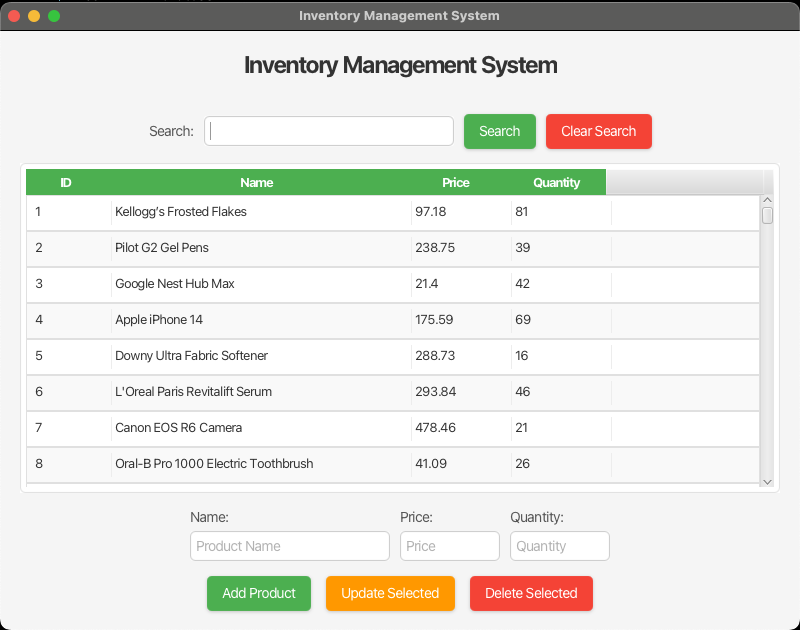 Inventory Management System
Inventory Management System
Search: Search Clear Search
ID Name Price Quantity
1 Kellogg's Frosted Flakes 97.18 81
2 Pilot G2 Gel Pens 238.75 39
3 Google Nest Hub Max 21.4 42
4 Apple iPhone 14 175.59 69
5 Downy Ultra Fabric Softener 288.73 16
6 L'Oreal Paris Revitalift Serum 293.84 46
7 Canon EOS R6 Camera 478.46 21
8 Oral-B Pro 1000 Electric Toothbrush 41.09 26
Name: Price: Quantity:
Product Name Price Quantity
Add Product Update Selected Delete Selected